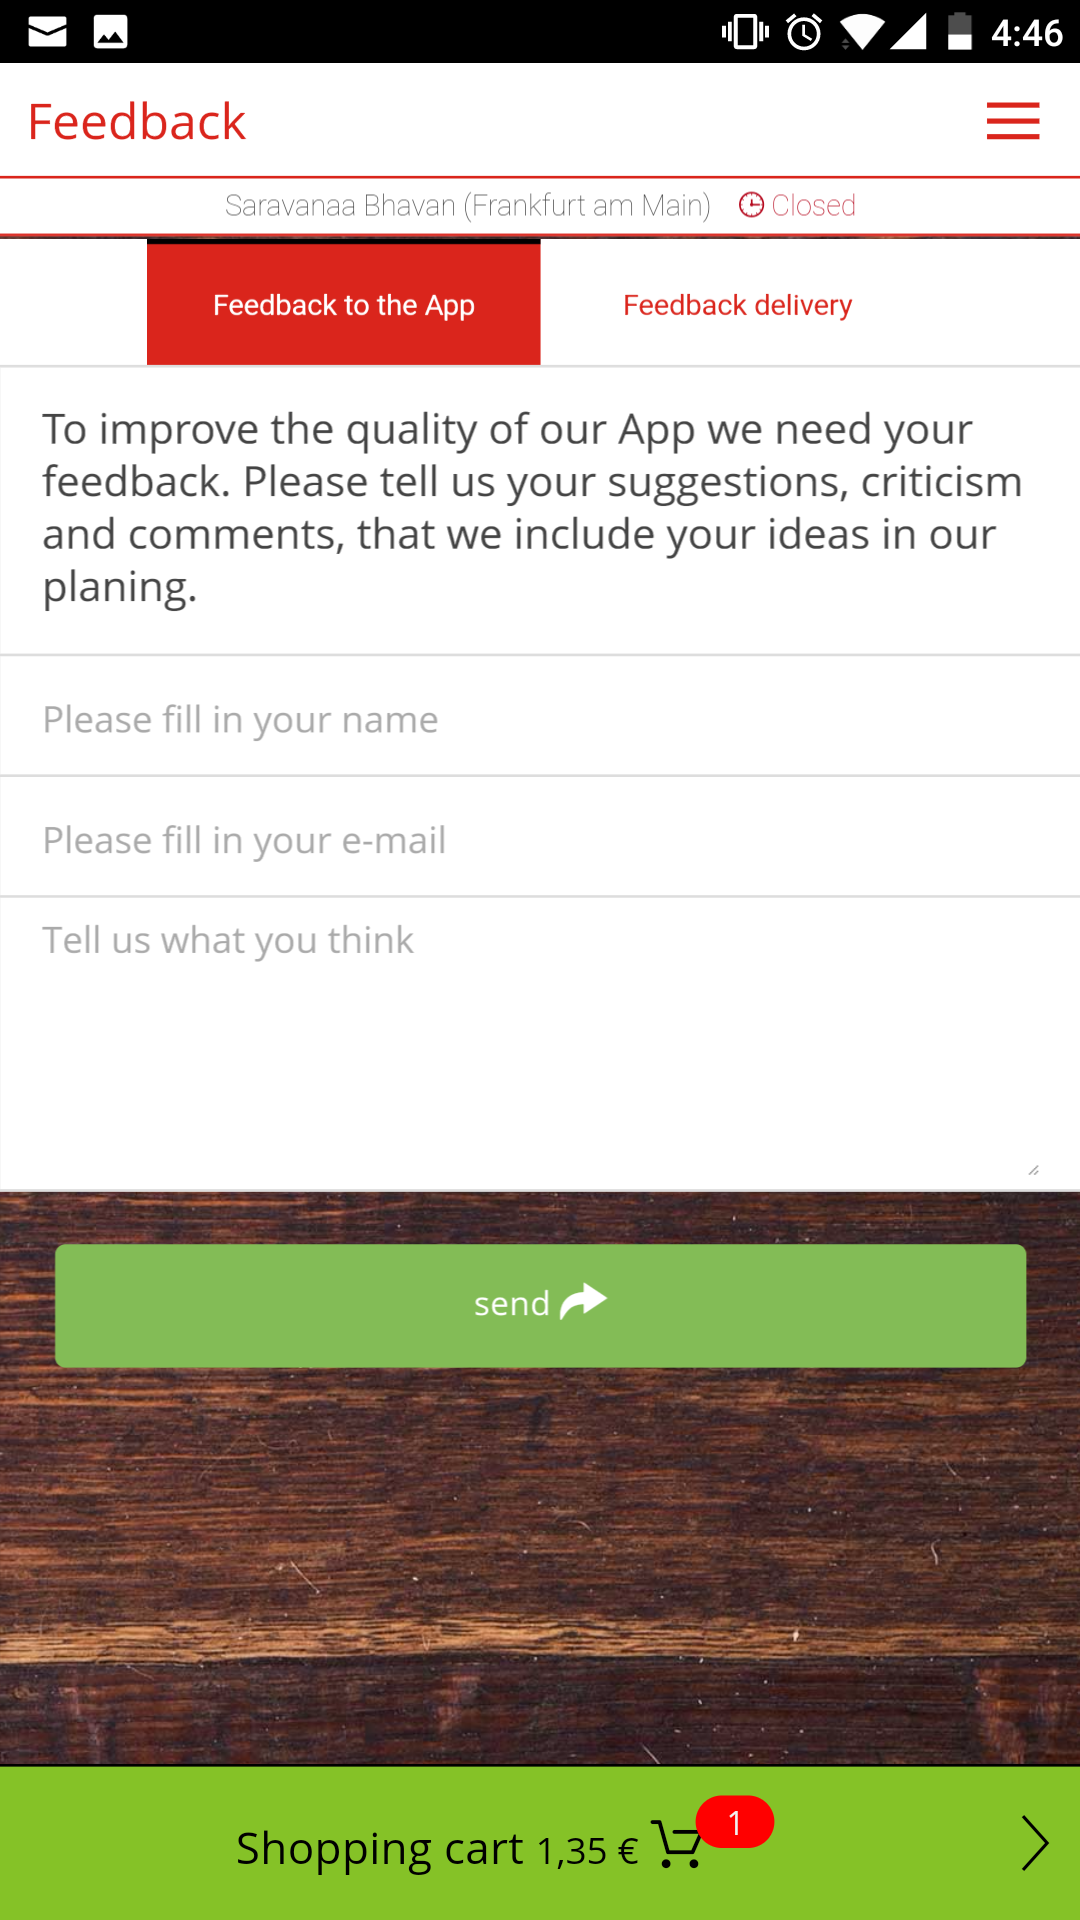 4:46
Feedback
Saravanaa Bhavan (Frankfurt am Main) Closed
Feedback to the App
Feedback delivery
To improve the quality of our App we need your
feedback. Please tell us your suggestions, criticism
and comments, that we include your ideas in our
planing.
Please fill in your name
Please fill in your e-mail
Tell us what you think
send
Shopping cart 1,35 € 1